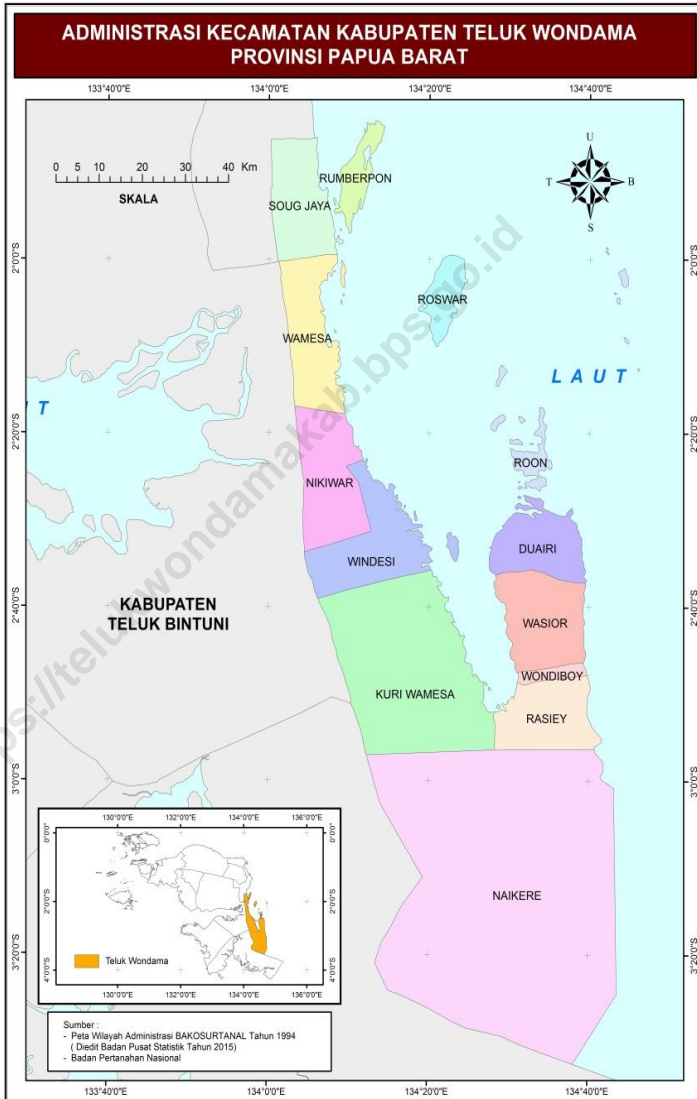 ADMINISTRASI KECAMATAN KABUPATEN TELUK WONDAMA
PROVINSI PAPUA BARAT
133°40'0"E 134°0'0"E 134°20'0"E 134°40'0"E
0 5 10 20 30 40 Km
SKALA
U
T B
S
RUMBERPON
SOUG JAYA
2°0'0"S 2°0'0"S
ROSWAR
WAMESA
LAUT
T
2°20'0"S 2°20'0"S
ROON
NIKIWAR
DUAIRI
WINDESI
2°40'0"S 2°40'0"S
KABUPATEN
TELUK BINTUNI
WASIOR
WONDIBOY
KURI WAMESA
RASIEY
3°0'0"S 3°0'0"S
NAIKERE
3°20'0"S 3°20'0"S
130°0'0"E 132°0'0"E 134°0'0"E 136°0'0"E
0°0'0" 0°0'0"
2°0'0"S 2°0'0"S
4°0'0"S 4°0'0"S
Teluk Wondama
130°0'0"E 132°0'0"E 134°0'0"E 136°0'0"E
Sumber :
- Peta Wilayah Administrasi BAKOSURTANAL Tahun 1994
( Diedit Badan Pusat Statistik Tahun 2015)
- Badan Pertanahan Nasional
133°40'0"E 134°0'0"E 134°20'0"E 134°40'0"E
ps://telukwondamakab.bps.go.id